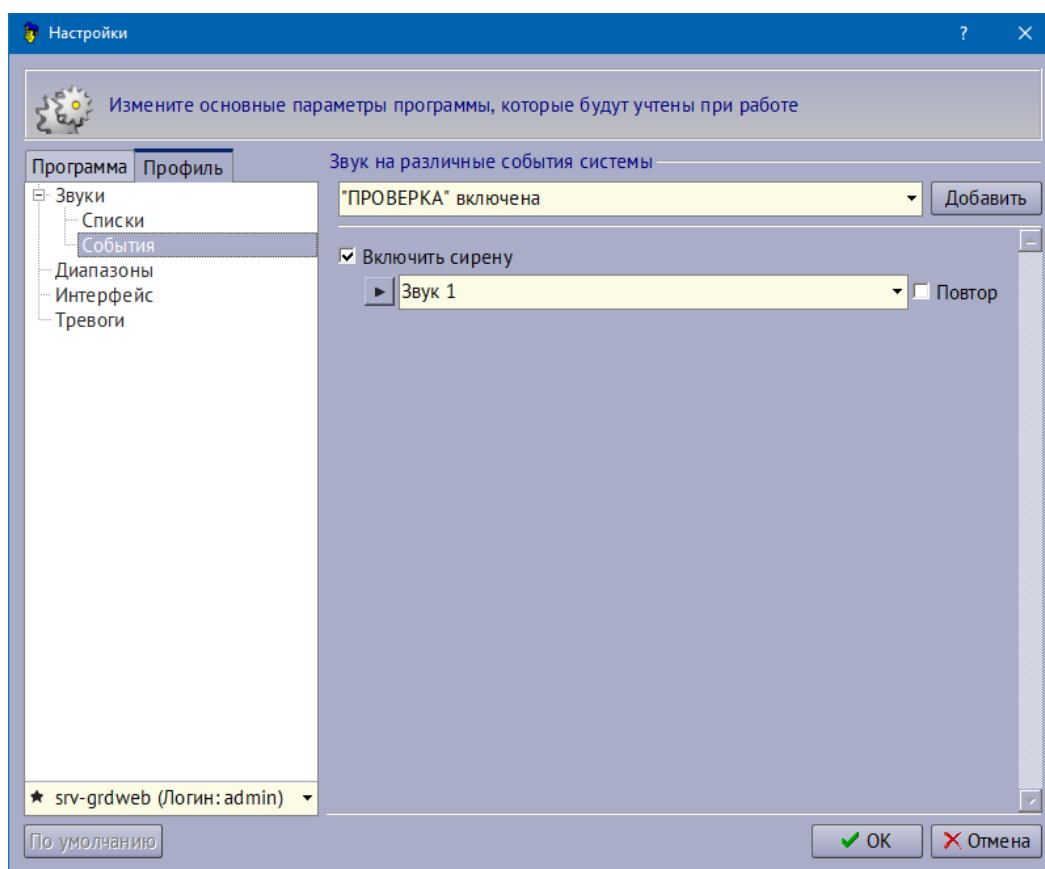 Настройки
Измените основные параметры программы, которые будут учтены при работе
Программа Профиль
Звуки
Списки
События
Диапазоны
Интерфейс
Тревоги
srv-grdweb (Логин: admin)
Звук на различные события системы
"ПРОВЕРКА" включена Добавить
Включить сирену
Звук 1 Повтор
По умолчанию OK Отмена